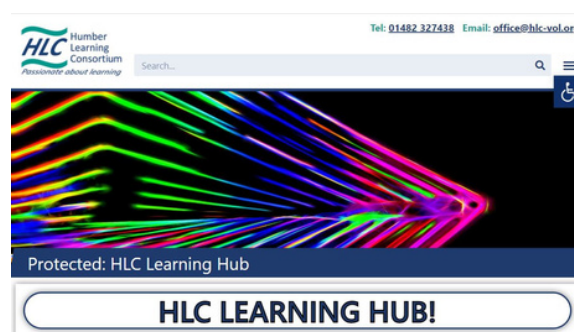 Tel: 01482 327438 Email: office@hlc-vol.or
HLC Humber
Learning
Consortium
Passionate about learning
Search...
Protected: HLC Learning Hub
HLC LEARNING HUB!